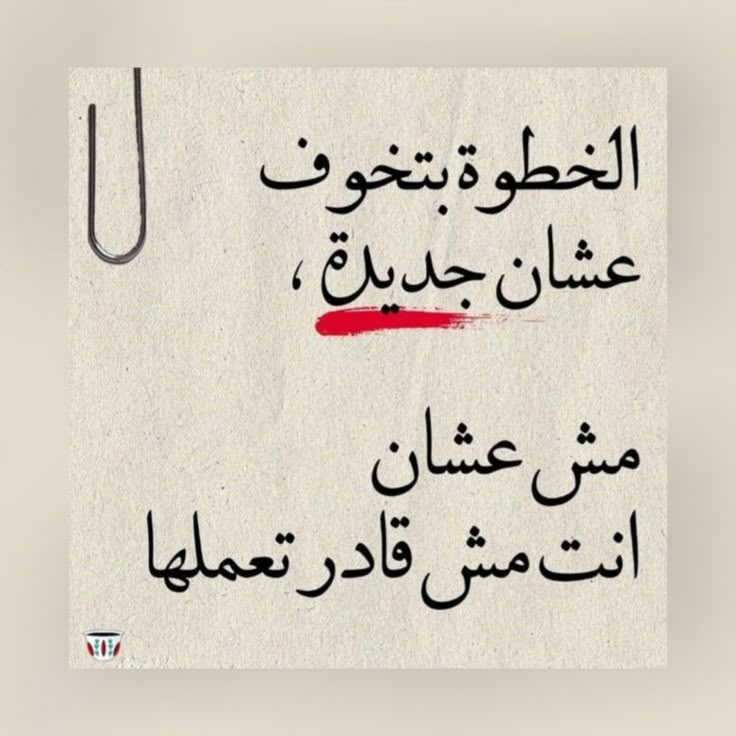 الخطوة بتخوف
عشان جديدة ،
مش عشان
انت مش قادر تعملها